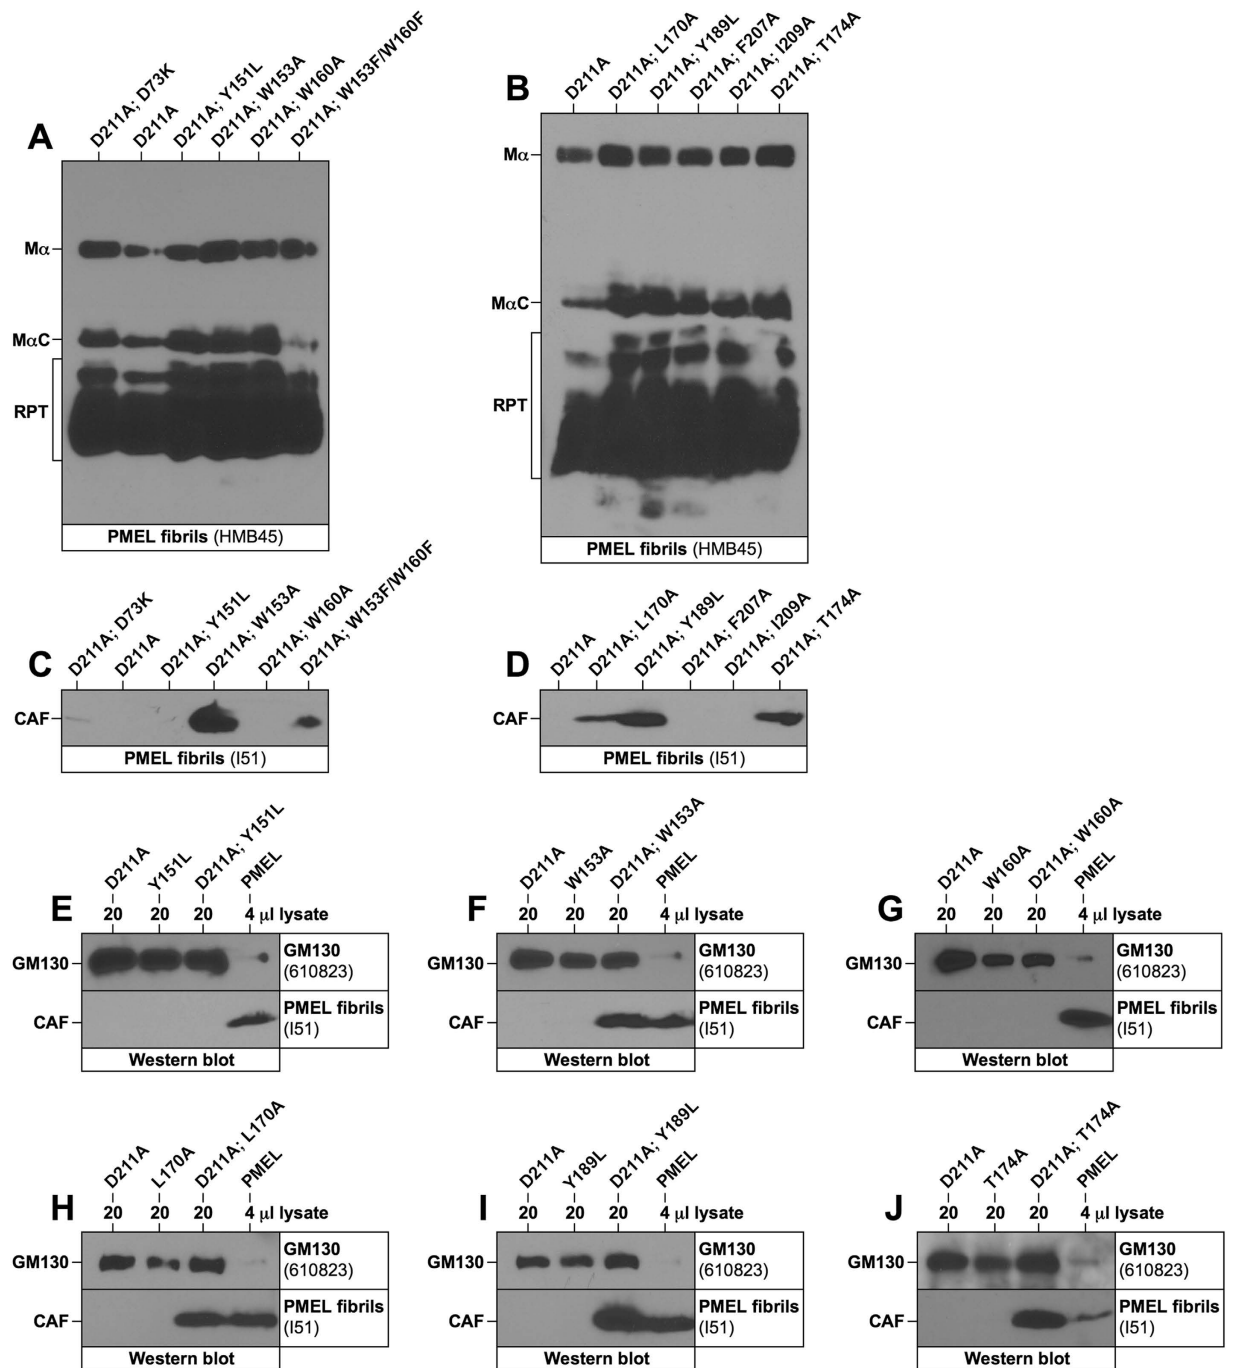 A
D211A; D73K
D211A
D211A; Y151L
D211A; W153A
D211A; W160A
D211A; W153F/W160F
Mα
MαC
RPT
PMEL fibrils (HMB45)
B
D211A
D211A; L170A
D211A; Y189L
D211A; F207A
D211A; I209A
D211A; T174A
Mα
MαC
RPT
PMEL fibrils (HMB45)
C
D211A; D73K
D211A
D211A; Y151L
D211A; W153A
D211A; W160A
D211A; W153F/W160F
CAF
PMEL fibrils (I51)
D
D211A
D211A; L170A
D211A; Y189L
D211A; F207A
D211A; I209A
D211A; T174A
CAF
PMEL fibrils (I51)
E
D211A
Y151L
D211A; Y151L
PMEL
20 20 20 4 μl lysate
GM130
GM130
(610823)
CAF
PMEL fibrils
(I51)
Western blot
F
D211A
W153A
D211A; W153A
PMEL
20 20 20 4 μl lysate
GM130
GM130
(610823)
CAF
PMEL fibrils
(I51)
Western blot
G
D211A
W160A
D211A; W160A
PMEL
20 20 20 4 μl lysate
GM130
GM130
(610823)
CAF
PMEL fibrils
(I51)
Western blot
H
D211A
L170A
D211A; L170A
PMEL
20 20 20 4 μl lysate
GM130
GM130
(610823)
CAF
PMEL fibrils
(I51)
Western blot
I
D211A
Y189L
D211A; Y189L
PMEL
20 20 20 4 μl lysate
GM130
GM130
(610823)
CAF
PMEL fibrils
(I51)
Western blot
J
D211A
T174A
D211A; T174A
PMEL
20 20 20 4 μl lysate
GM130
GM130
(610823)
CAF
PMEL fibrils
(I51)
Western blot